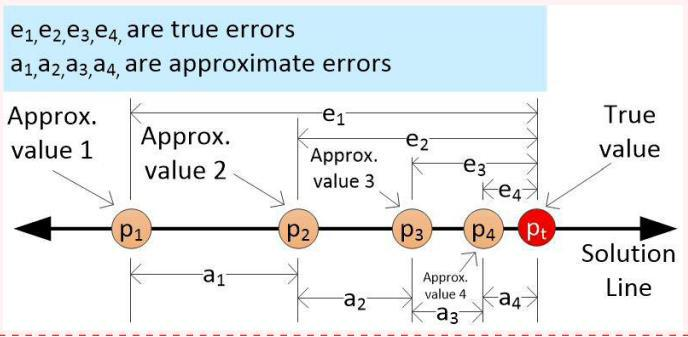 e1,e2,e3,e4, are true errors
a1,a2,a3,a4, are approximate errors
Approx.
value 1
Approx.
value 2
Approx.
value 3
True
value
e1
e2
e3
e4
p1
p2
p3
p4
pt
Solution
Line
Approx.
value 4
a1
a2
a3
a4